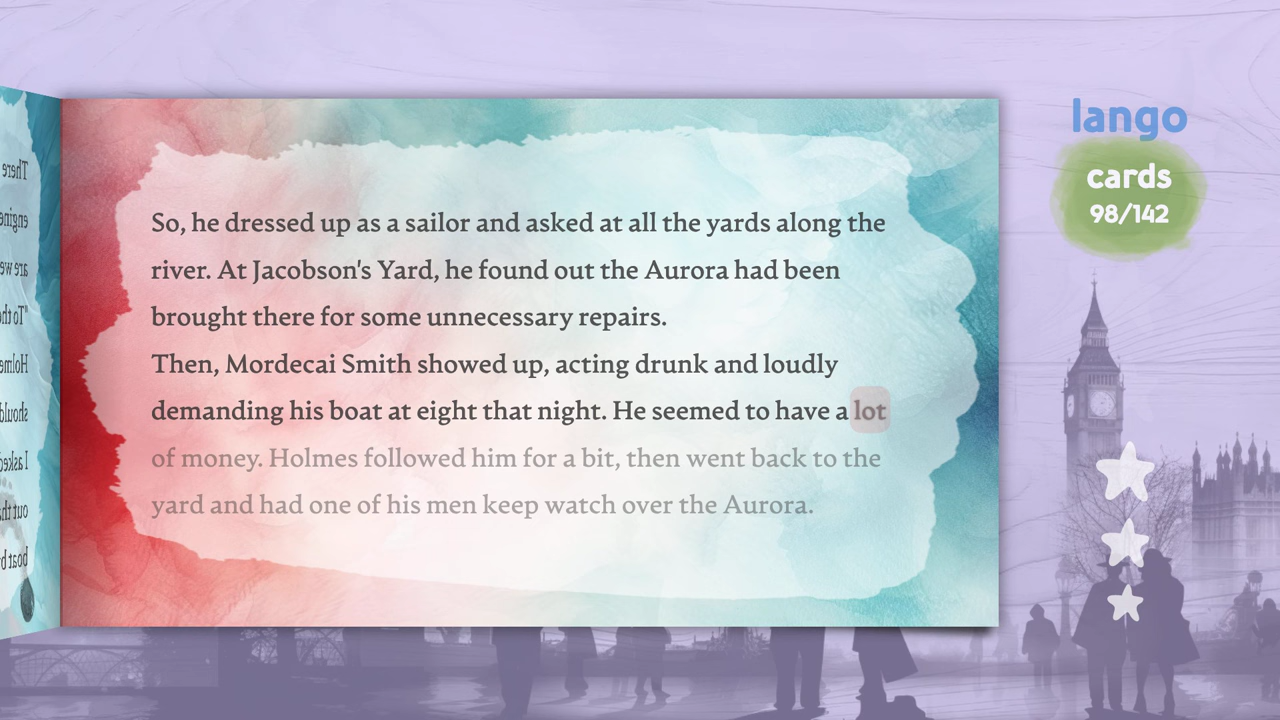 So, he dressed up as a sailor and asked at all the yards along the
river. At Jacobson's Yard, he found out the Aurora had been
brought there for some unnecessary repairs.
Then, Mordecai Smith showed up, acting drunk and loudly
demanding his boat at eight that night. He seemed to have a lot
of money. Holmes followed him for a bit, then went back to the
yard and had one of his men keep watch over the Aurora.
lango
cards
98/142